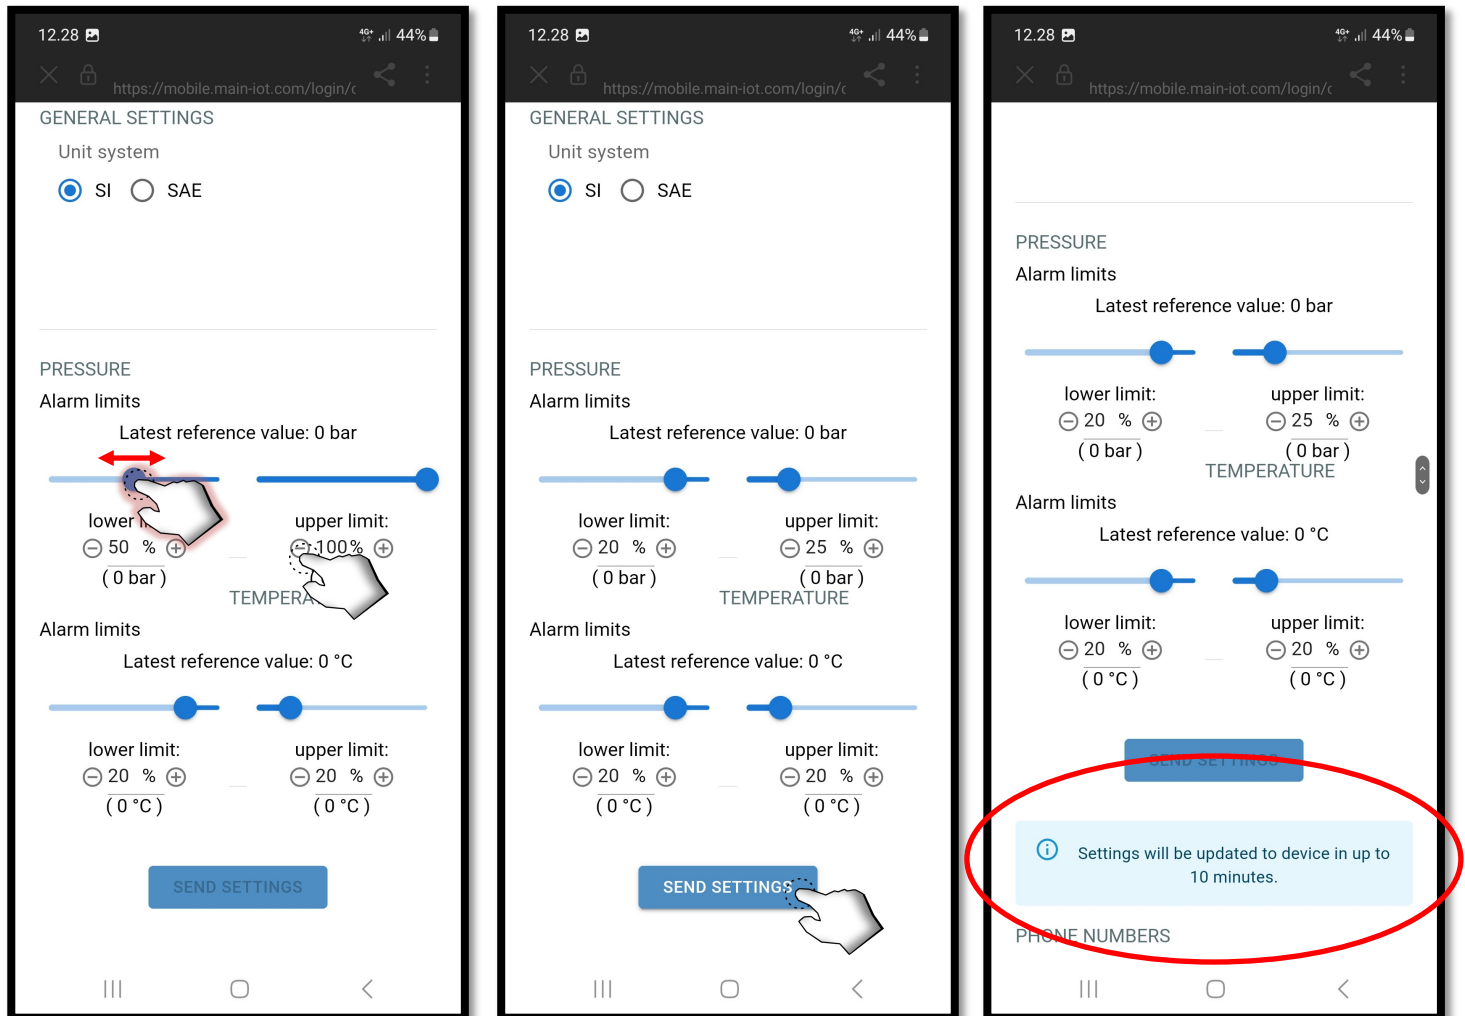 12.28
4G+ 44%
https://mobile.main-iot.com/login/c
GENERAL SETTINGS
Unit system
SI SAE
PRESSURE
Alarm limits
Latest reference value: 0 bar
upper limit:
50 % 100%
( 0 bar )
Alarm limits
Latest reference value: 0 °C
lower limit: upper limit:
20 % 20 %
( 0 °C ) ( 0 °C )
SEND SETTINGS
12.28
4G+ 44%
https://mobile.main-iot.com/login/c
GENERAL SETTINGS
Unit system
SI SAE
PRESSURE
Alarm limits
Latest reference value: 0 bar
lower limit: upper limit:
20 % 25 %
( 0 bar ) ( 0 bar )
TEMPERATURE
Alarm limits
Latest reference value: 0 °C
lower limit: upper limit:
20 % 20 %
( 0 °C ) ( 0 °C )
SEND SETTINGS
12.28
4G+ 44%
https://mobile.main-iot.com/login/c
PRESSURE
Alarm limits
Latest reference value: 0 bar
lower limit: upper limit:
20 % 25 %
( 0 bar ) ( 0 bar )
TEMPERATURE
Alarm limits
Latest reference value: 0 °C
lower limit: upper limit:
20 % 20 %
( 0 °C ) ( 0 °C )
SEND SETTINGS
Settings will be updated to device in up to
10 minutes.
PHONE NUMBERS